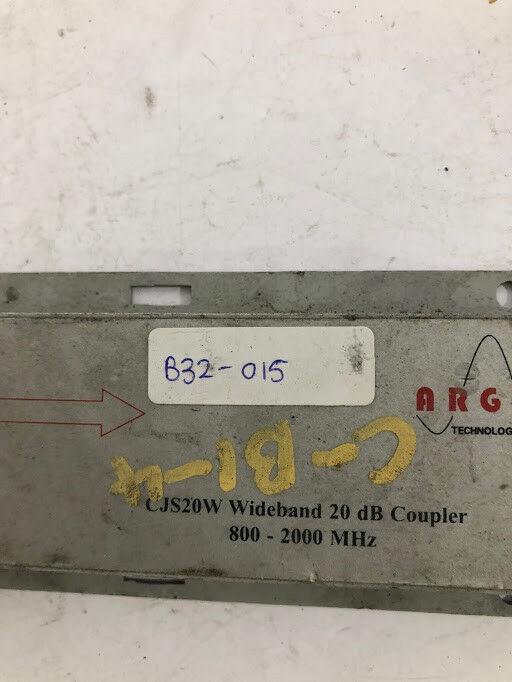 B32-015
ARG
TECHNOLOG
C-B1-4
CJS20W Wideband 20 dB Coupler
800 - 2000 MHz